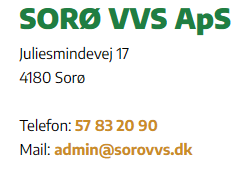 SORØ VVS ApS
Juliesmindevej 17
4180 Sorø
Telefon: 57 83 20 90
Mail: admin@sorovvs.dk